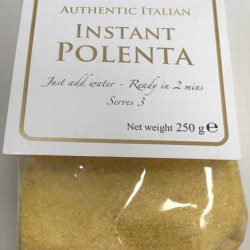 AUTHENTIC ITALIAN
INSTANT
POLENTA
Just add water - Ready in 2 mins
Serves 3
Net weight 250 g ℮